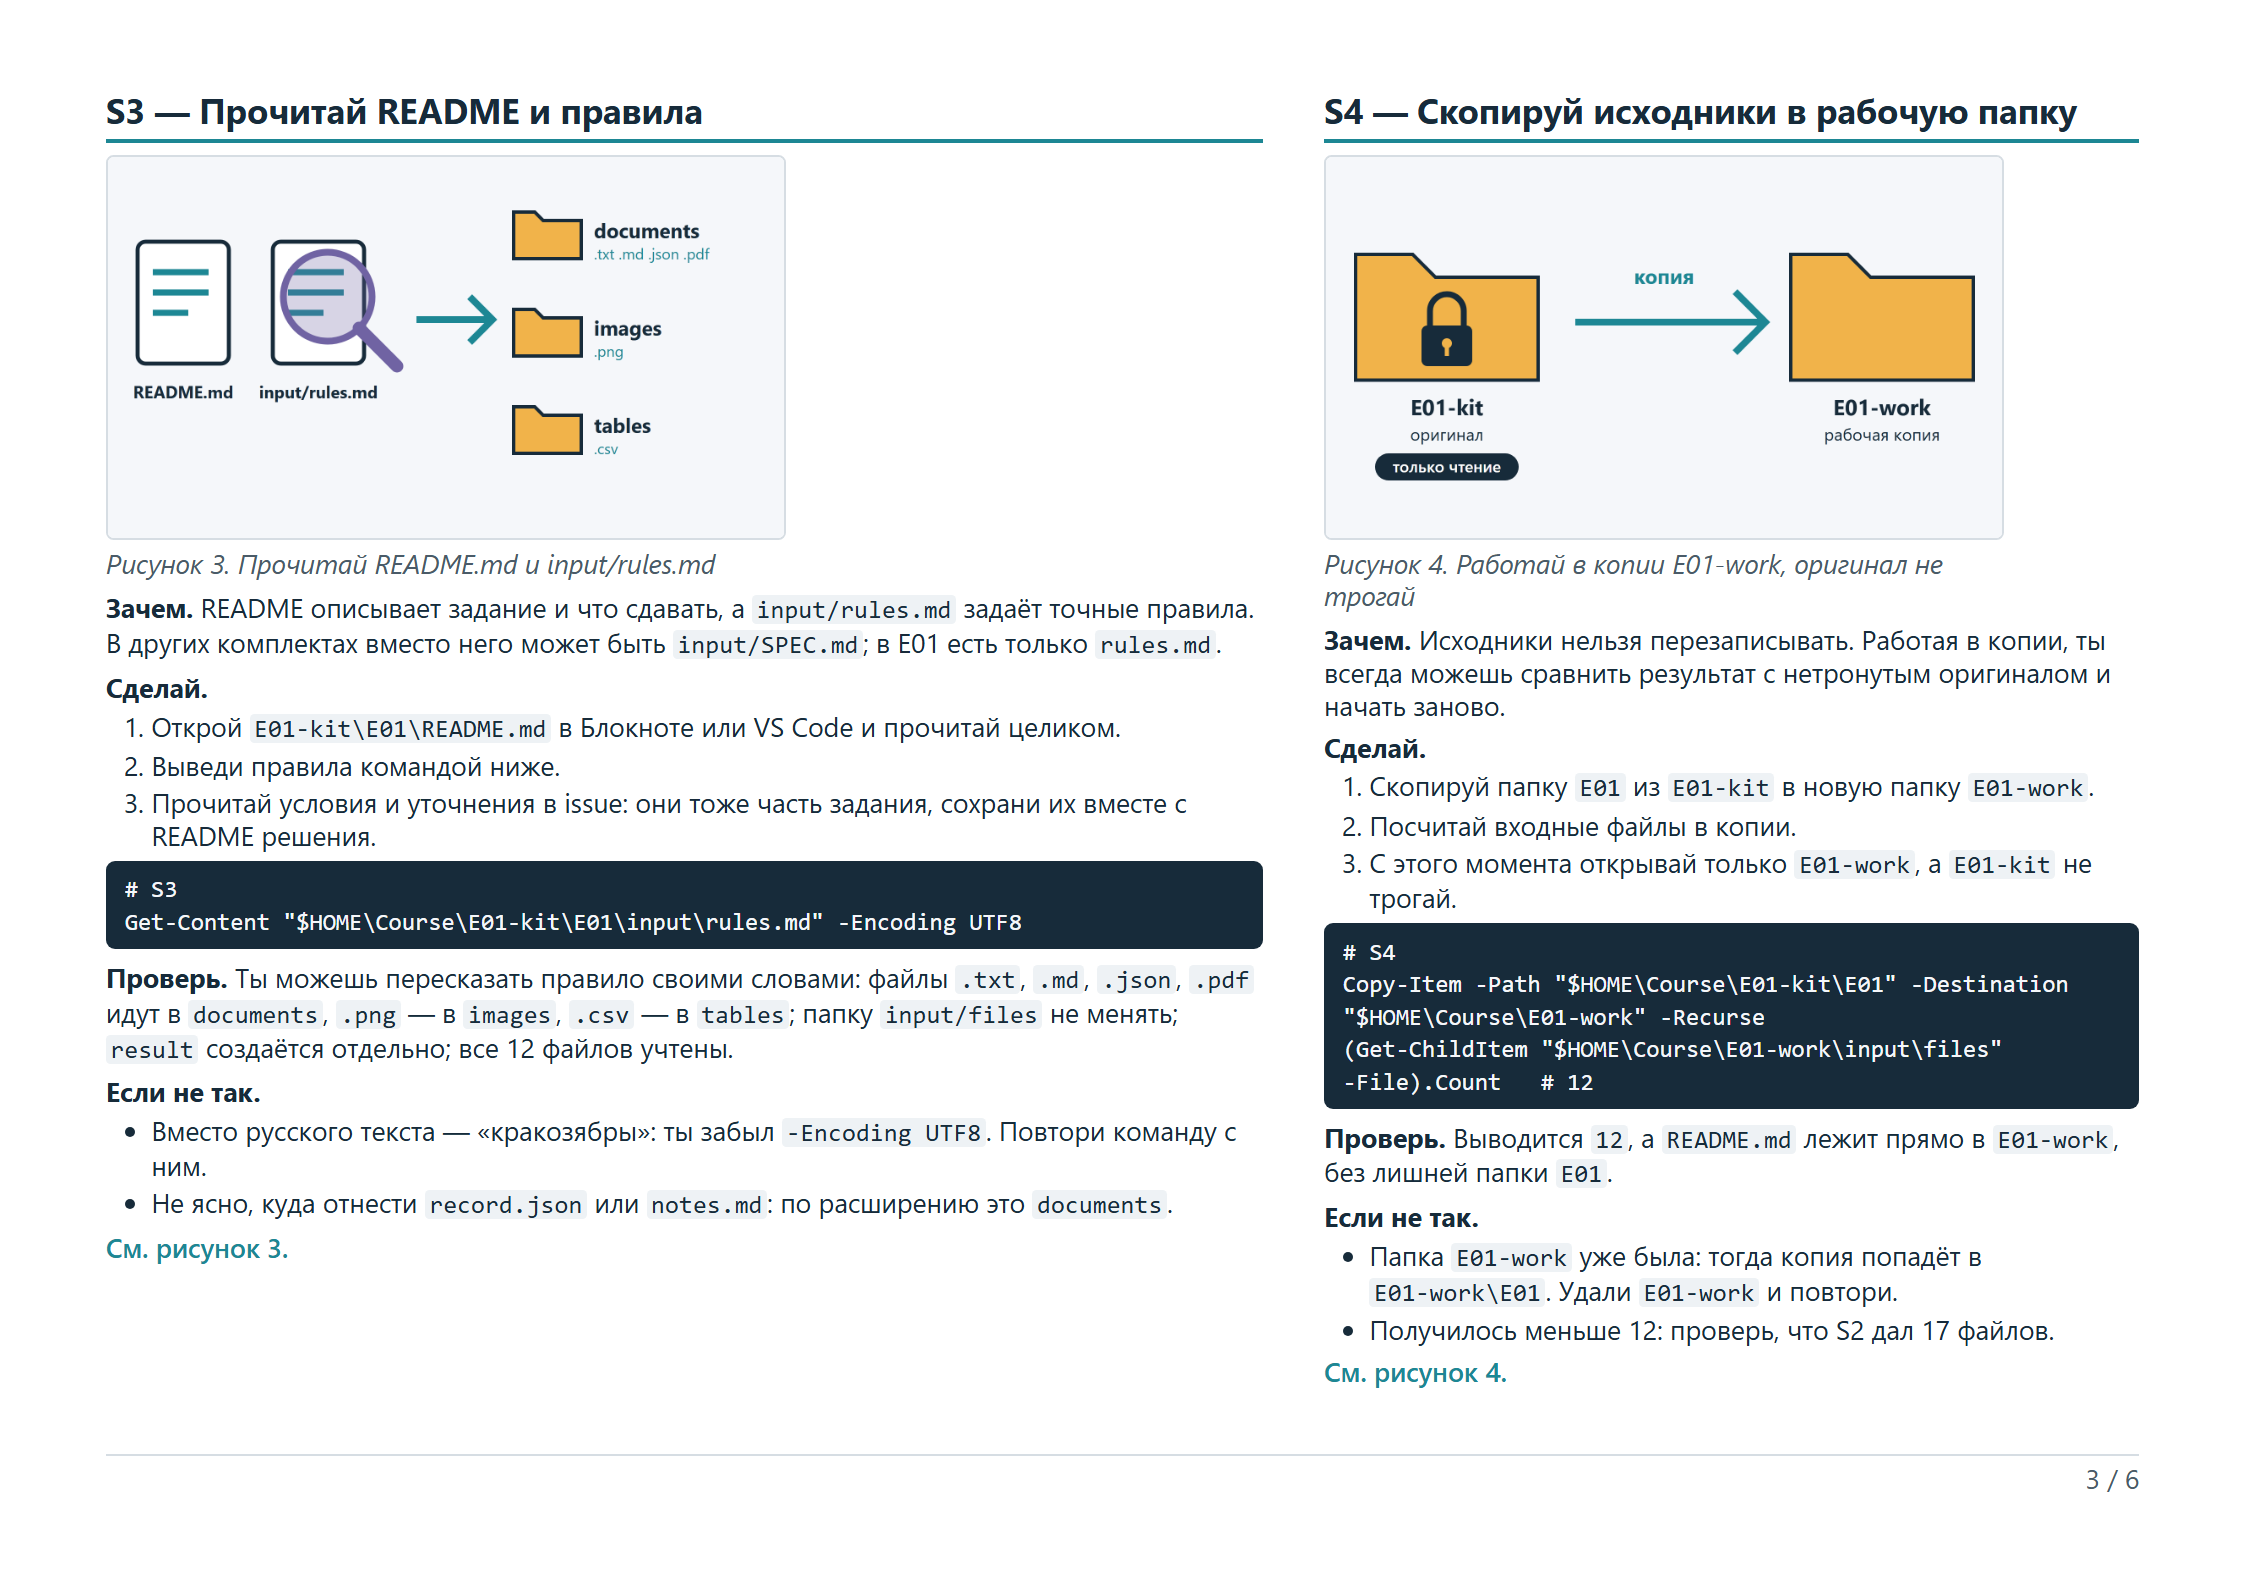 S3 — Прочитай README и правила
README.md
input/rules.md
documents
.txt .md .json .pdf
images
.png
tables
.csv
Рисунок 3. Прочитай README.md и input/rules.md
Зачем. README описывает задание и что сдавать, а input/rules.md задаёт точные правила.
В других комплектах вместо него может быть input/SPEC.md; в E01 есть только rules.md.
Сделай.
1. Открой E01-kit\E01\README.md в Блокноте или VS Code и прочитай целиком.
2. Выведи правила командой ниже.
3. Прочитай условия и уточнения в issue: они тоже часть задания, сохрани их вместе с
README решения.
# S3
Get-Content "$HOME\Course\E01-kit\E01\input\rules.md" -Encoding UTF8
Проверь. Ты можешь пересказать правило своими словами: файлы .txt, .md, .json, .pdf
идут в documents, .png — в images, .csv — в tables; папку input/files не менять;
result создаётся отдельно; все 12 файлов учтены.
Если не так.
• Вместо русского текста — «кракозябры»: ты забыл -Encoding UTF8. Повтори команду с
ним.
• Не ясно, куда отнести record.json или notes.md: по расширению это documents.
См. рисунок 3.
S4 — Скопируй исходники в рабочую папку
E01-kit
оригинал
только чтение
копия
E01-work
рабочая копия
Рисунок 4. Работай в копии E01-work, оригинал не
трогай
Зачем. Исходники нельзя перезаписывать. Работая в копии, ты
всегда можешь сравнить результат с нетронутым оригиналом и
начать заново.
Сделай.
1. Скопируй папку E01 из E01-kit в новую папку E01-work.
2. Посчитай входные файлы в копии.
3. С этого момента открывай только E01-work, а E01-kit не
трогай.
# S4
Copy-Item -Path "$HOME\Course\E01-kit\E01" -Destination
"$HOME\Course\E01-work" -Recurse
(Get-ChildItem "$HOME\Course\E01-work\input\files"
-File).Count   # 12
Проверь. Выводится 12, а README.md лежит прямо в E01-work,
без лишней папки E01.
Если не так.
• Папка E01-work уже была: тогда копия попадёт в
E01-work\E01. Удали E01-work и повтори.
• Получилось меньше 12: проверь, что S2 дал 17 файлов.
См. рисунок 4.
3 / 6